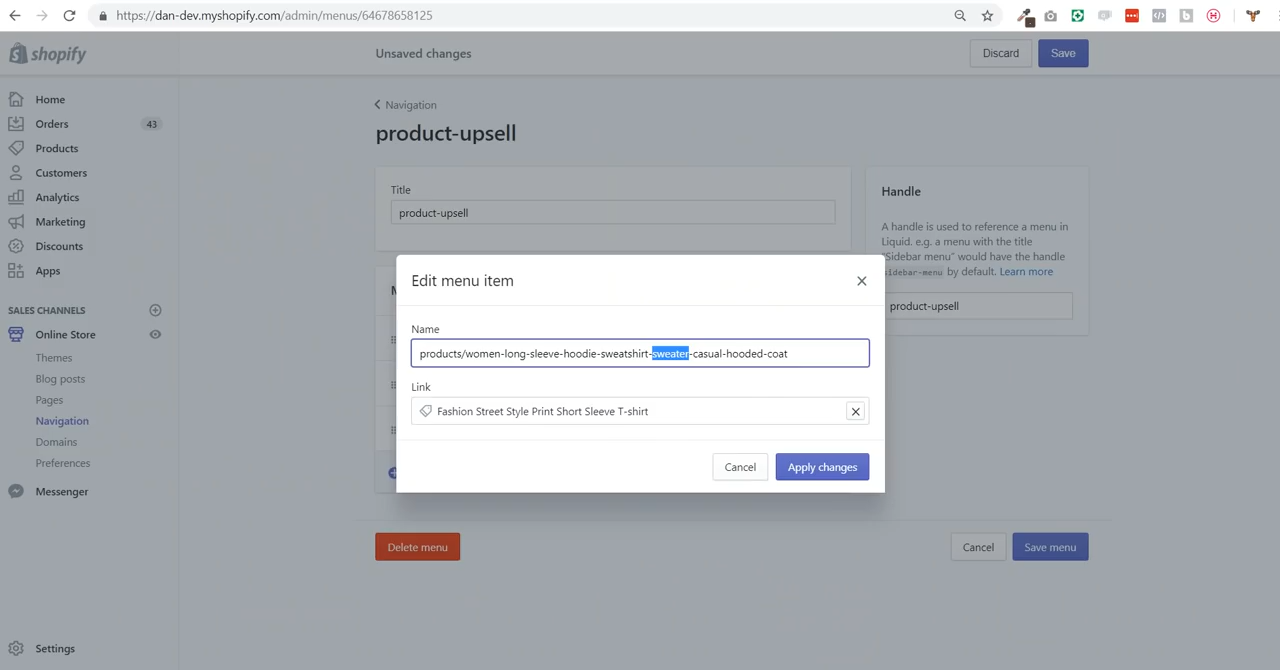 https://dan-dev.myshopify.com/admin/menus/64678658125
shopify
Unsaved changes
Discard
Save
Home
Orders
43
Products
Customers
Analytics
Marketing
Discounts
Apps
SALES CHANNELS
Online Store
Themes
Blog posts
Pages
Navigation
Domains
Preferences
Messenger
Settings
Navigation
product-upsell
Title
product-upsell
Handle
A handle is used to reference a menu in
Liquid. e.g. a menu with the title
"Sidebar menu" would have the handle
sidebar-menu by default. Learn more
product-upsell
Edit menu item
Name
products/women-long-sleeve-hoodie-sweatshirt-sweater-casual-hooded-coat
Link
Fashion Street Style Print Short Sleeve T-shirt
Cancel
Apply changes
Delete menu
Cancel
Save menu